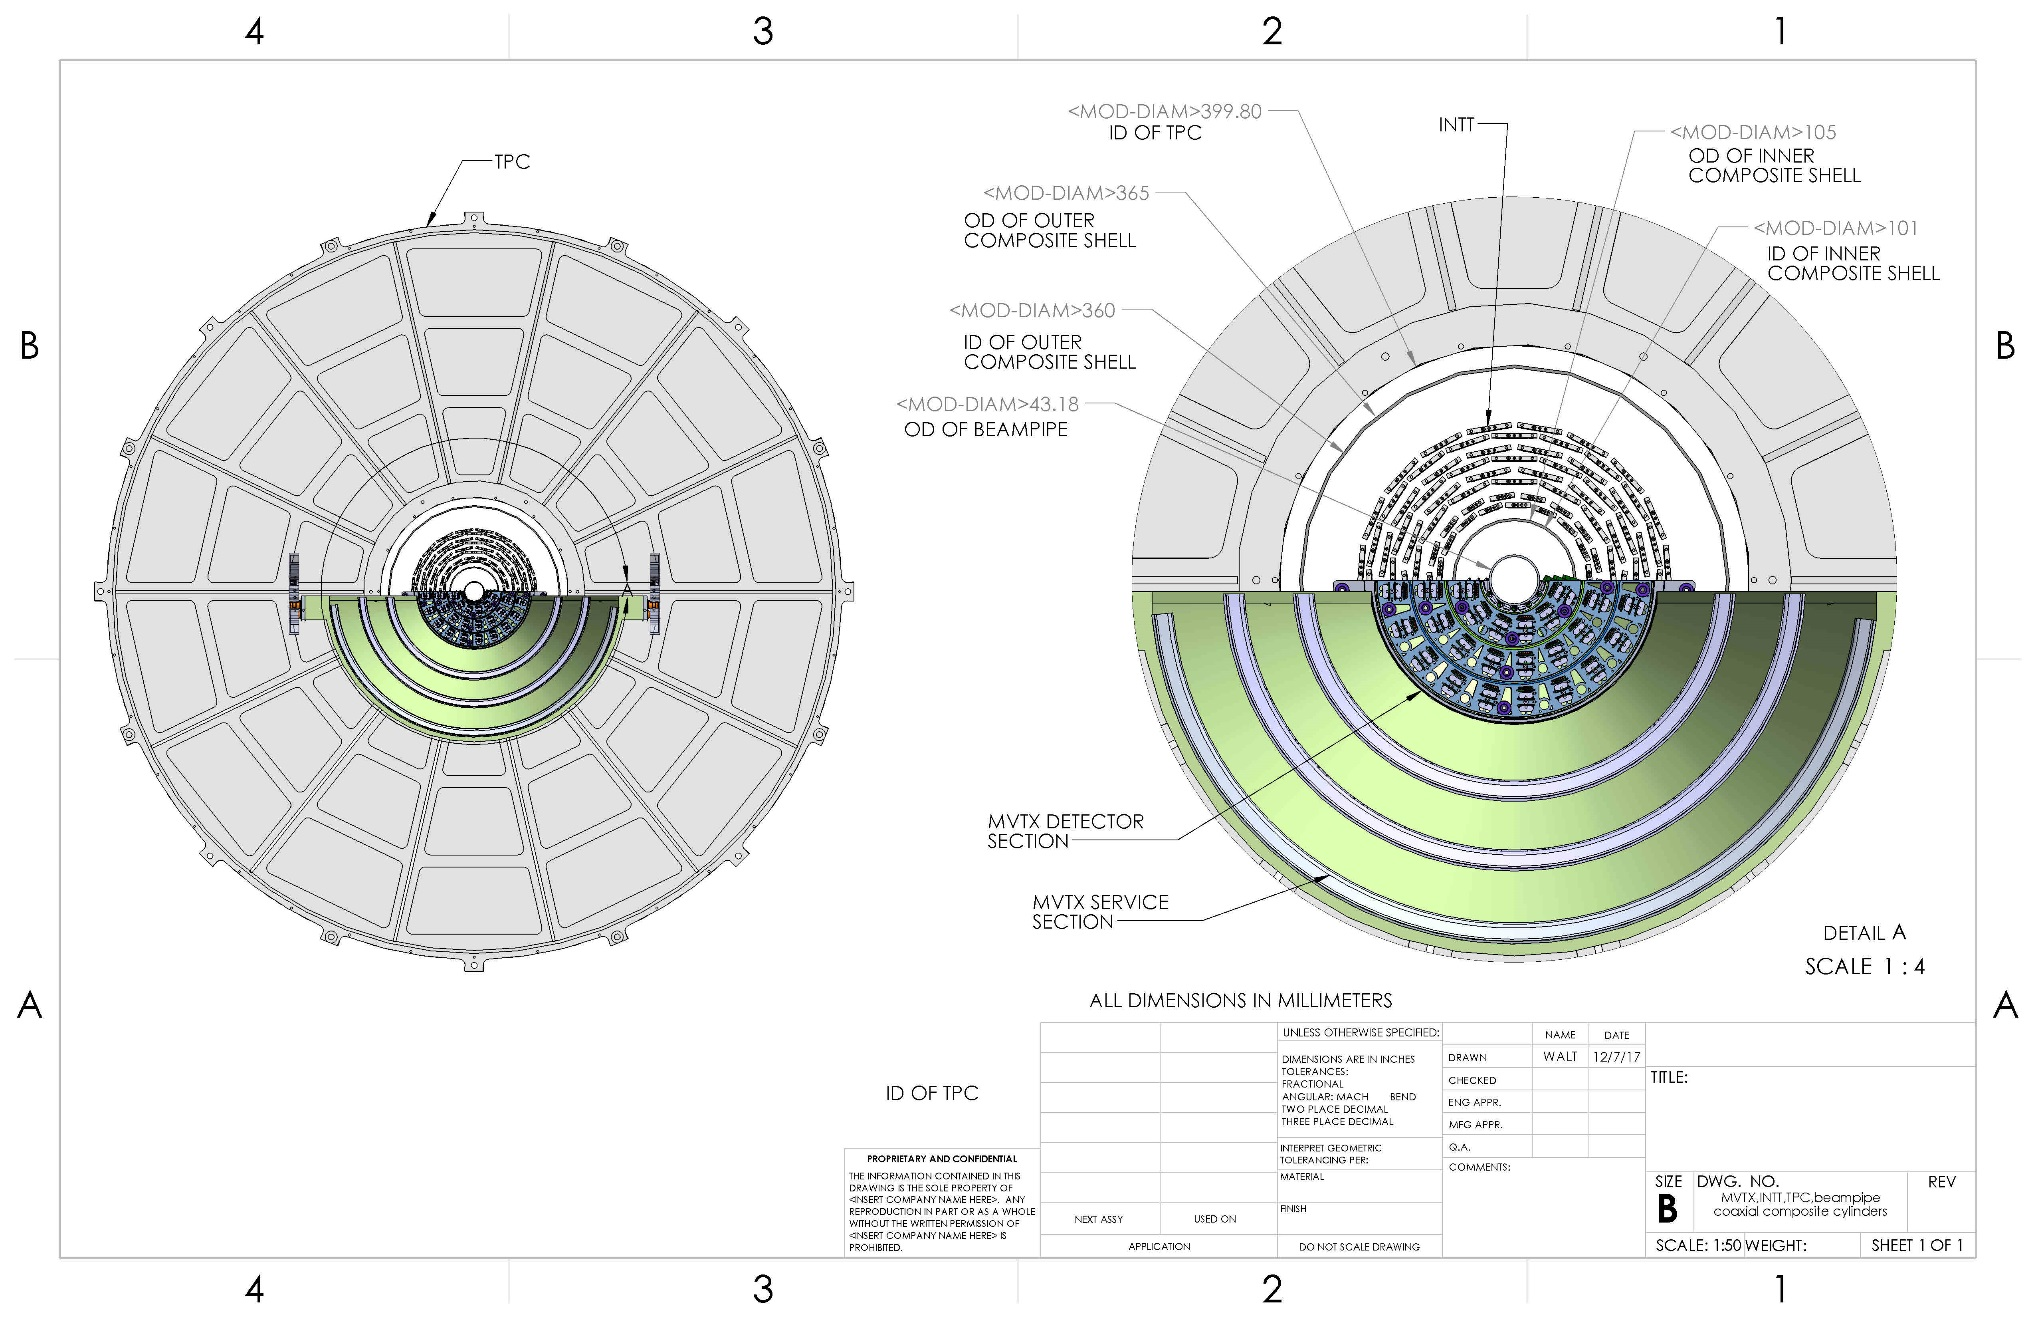 4
3
2
1
B
B
A
A
4
3
2
1
TPC
A
<MOD-DIAM>399.80
ID OF TPC
INTT
<MOD-DIAM>105
OD OF INNER
COMPOSITE SHELL
<MOD-DIAM>365
OD OF OUTER
COMPOSITE SHELL
<MOD-DIAM>101
ID OF INNER
COMPOSITE SHELL
<MOD-DIAM>360
ID OF OUTER
COMPOSITE SHELL
<MOD-DIAM>43.18
OD OF BEAMPIPE
MVTX DETECTOR
SECTION
MVTX SERVICE
SECTION
DETAIL A
SCALE 1 : 4
ALL DIMENSIONS IN MILLIMETERS
ID OF TPC
PROPRIETARY AND CONFIDENTIAL
THE INFORMATION CONTAINED IN THIS
DRAWING IS THE SOLE PROPERTY OF
<INSERT COMPANY NAME HERE>. ANY
REPRODUCTION IN PART OR AS A WHOLE
WITHOUT THE WRITTEN PERMISSION OF
<INSERT COMPANY NAME HERE> IS
PROHIBITED.
NEXT ASSY
USED ON
APPLICATION
UNLESS OTHERWISE SPECIFIED:
DIMENSIONS ARE IN INCHES
TOLERANCES:
FRACTIONAL
ANGULAR: MACH BEND
TWO PLACE DECIMAL
THREE PLACE DECIMAL
INTERPRET GEOMETRIC
TOLERANCING PER:
MATERIAL
FINISH
DO NOT SCALE DRAWING
NAME
DATE
DRAWN
WALT
12/7/17
CHECKED
ENG APPR.
MFG APPR.
Q.A.
COMMENTS:
TITLE:
SIZE
B
DWG. NO.
MVTX,INTT,TPC,beampipe
coaxial composite cylinders
REV
SCALE: 1:50
WEIGHT:
SHEET 1 OF 1